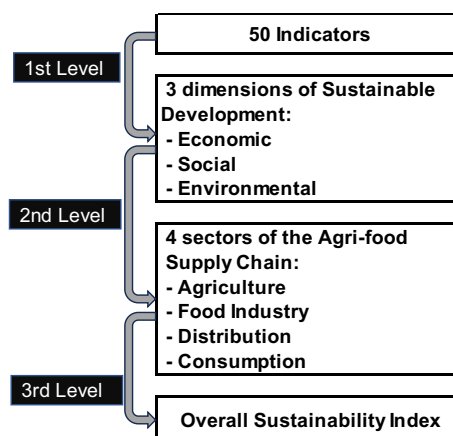 50 Indicators
1st Level
3 dimensions of Sustainable
Development:
- Economic
- Social
- Environmental
2nd Level
4 sectors of the Agri-food
Supply Chain:
- Agriculture
- Food Industry
- Distribution
- Consumption
3rd Level
Overall Sustainability Index